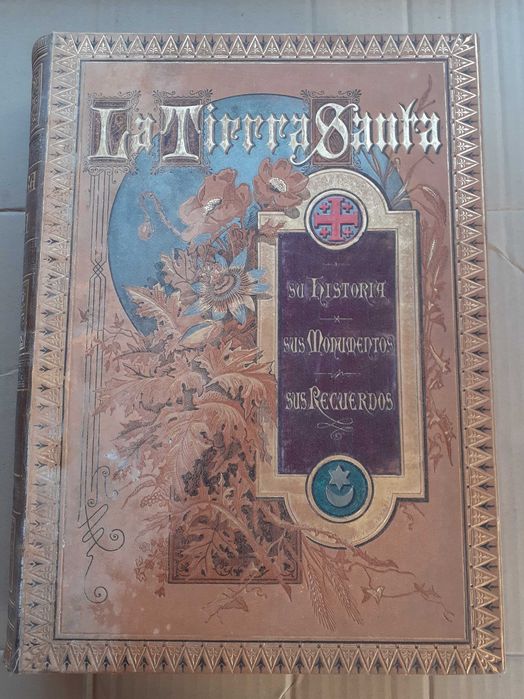 La Tierra Santa
SU HISTORIA
SUS MONUMENTOS
SUS RECUERDOS